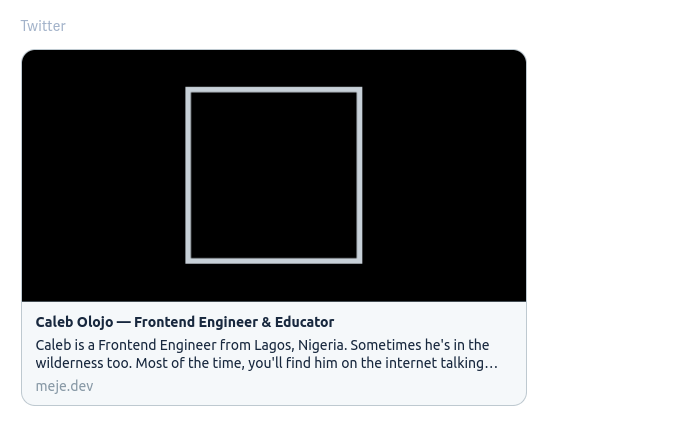 Twitter
Caleb Olojo — Frontend Engineer & Educator
Caleb is a Frontend Engineer from Lagos, Nigeria. Sometimes he's in the
wilderness too. Most of the time, you'll find him on the internet talking…
meje.dev